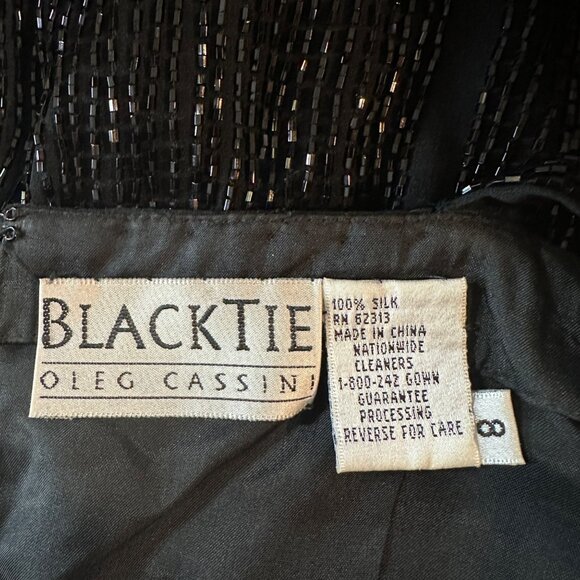 BLACKTIE
OLEG CASSINI
100% SILK
RN 62313
MADE IN CHINA
NATIONWIDE
CLEANERS
1-800-242 GOWN
GUARANTEE
PROCESSING
REVERSE FOR CARE
8